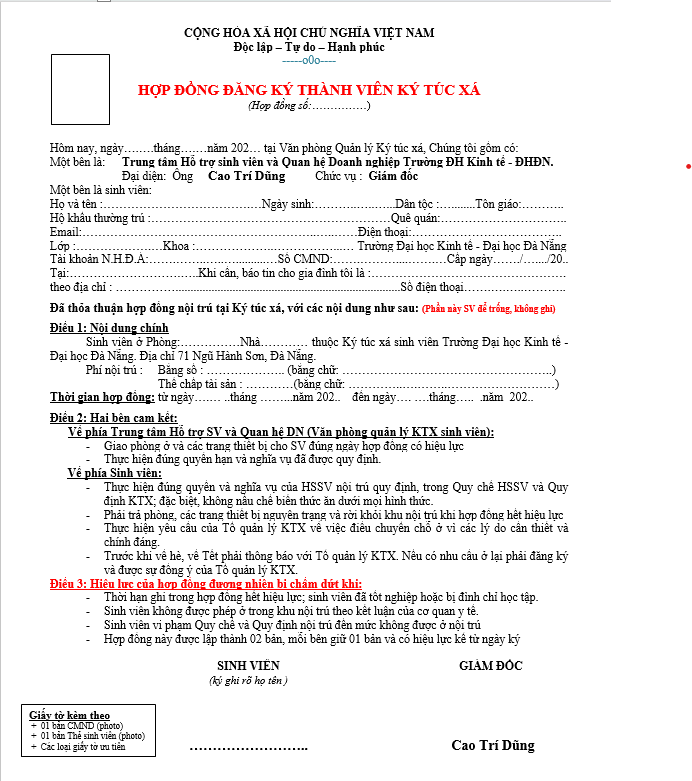 CỘNG HÒA XÃ HỘI CHỦ NGHĨA VIỆT NAM
Độc lập – Tự do – Hạnh phúc
-----o0o----
HỢP ĐỒNG ĐĂNG KÝ THÀNH VIÊN KÝ TÚC XÁ
(Hợp đồng số:……………)
Hôm nay, ngày……..tháng…….năm 202… tại Văn phòng Quản lý Ký túc xá, Chúng tôi gồm có:
Một bên là: Trung tâm Hỗ trợ sinh viên và Quan hệ Doanh nghiệp Trường ĐH Kinh tế - ĐHĐN.
Đại diện: Ông Cao Trí Dũng Chức vụ : Giám đốc
Một bên là sinh viên:
Họ và tên :……………………………………Ngày sinh:………..………..Dân tộc :…..........Tôn giáo:………..
Hộ khẩu thường trú :………………………………………………………Quê quán:…………………………..
Email:………………………………………………………………Điện thoại:…………………………………
Lớp :………………….Khoa :………………..………………… Trường Đại học Kinh tế - Đại học Đà Nẵng
Tài khoản N.H.Đ.Á:…………………...............Số CMND:…………………………Cấp ngày……./……./20..
Tại:…………………………….Khi cần, báo tin cho gia đình tôi là :……………………………………………
theo địa chỉ : ……………………………………………………………………Số điện thoại……………………..
Đã thỏa thuận hợp đồng nội trú tại Ký túc xá, với các nội dung như sau: (Phần này SV để trống, không ghi)
Điều 1: Nội dung chính
Sinh viên ở Phòng:……………Nhà………… thuộc Ký túc xá sinh viên Trường Đại học Kinh tế -
Đại học Đà Nẵng. Địa chỉ 71 Ngũ Hành Sơn, Đà Nẵng.
Phí nội trú : Bằng số : ……………….. (bằng chữ: ………………………………………………..)
Thế chấp tài sản : …………(bằng chữ: ………………………………………………)
Thời gian hợp đồng: từ ngày……. ..tháng ……...năm 202.. đến ngày…. ….tháng….. .năm 202..
Điều 2: Hai bên cam kết:
Về phía Trung tâm Hỗ trợ SV và Quan hệ DN (Văn phòng quản lý KTX sinh viên):
- Giao phòng ở và các trang thiết bị cho SV đúng ngày hợp đồng có hiệu lực
- Thực hiện đúng quyền hạn và nghĩa vụ đã được quy định.
Về phía Sinh viên:
- Thực hiện đúng quyền và nghĩa vụ của HSSV nội trú quy định, trong Quy chế HSSV và Quy
định KTX; đặc biệt, không nấu chế biến thức ăn dưới mọi hình thức.
- Phải trả phòng, các trang thiết bị nguyên trạng và rời khỏi khu nội trú khi hợp đồng hết hiệu lực
- Thực hiện yêu cầu của Tổ quản lý KTX về việc điều chuyển chỗ ở vì các lý do cần thiết và
chính đáng.
- Trước khi về hè, về Tết phải thông báo với Tổ quản lý KTX. Nếu có nhu cầu ở lại phải đăng ký
và được sự đồng ý của Tổ quản lý KTX.
Điều 3: Hiệu lực của hợp đồng đương nhiên bị chấm dứt khi:
- Thời hạn ghi trong hợp đồng hết hiệu lực; sinh viên đã tốt nghiệp hoặc bị đình chỉ học tập.
- Sinh viên không được phép ở trong khu nội trú theo kết luận của cơ quan y tế.
- Sinh viên vi phạm Quy chế và Quy định nội trú đến mức không được ở nội trú
- Hợp đồng này được lập thành 02 bản, mỗi bên giữ 01 bản và có hiệu lực kể từ ngày ký
SINH VIÊN GIÁM ĐỐC
(ký ghi rõ họ tên )
Giấy tờ kèm theo
+ 01 bản CMND (photo)
+ 01 bản Thẻ sinh viên (photo)
+ Các loại giấy tờ ưu tiên
…………………….. Cao Trí Dũng